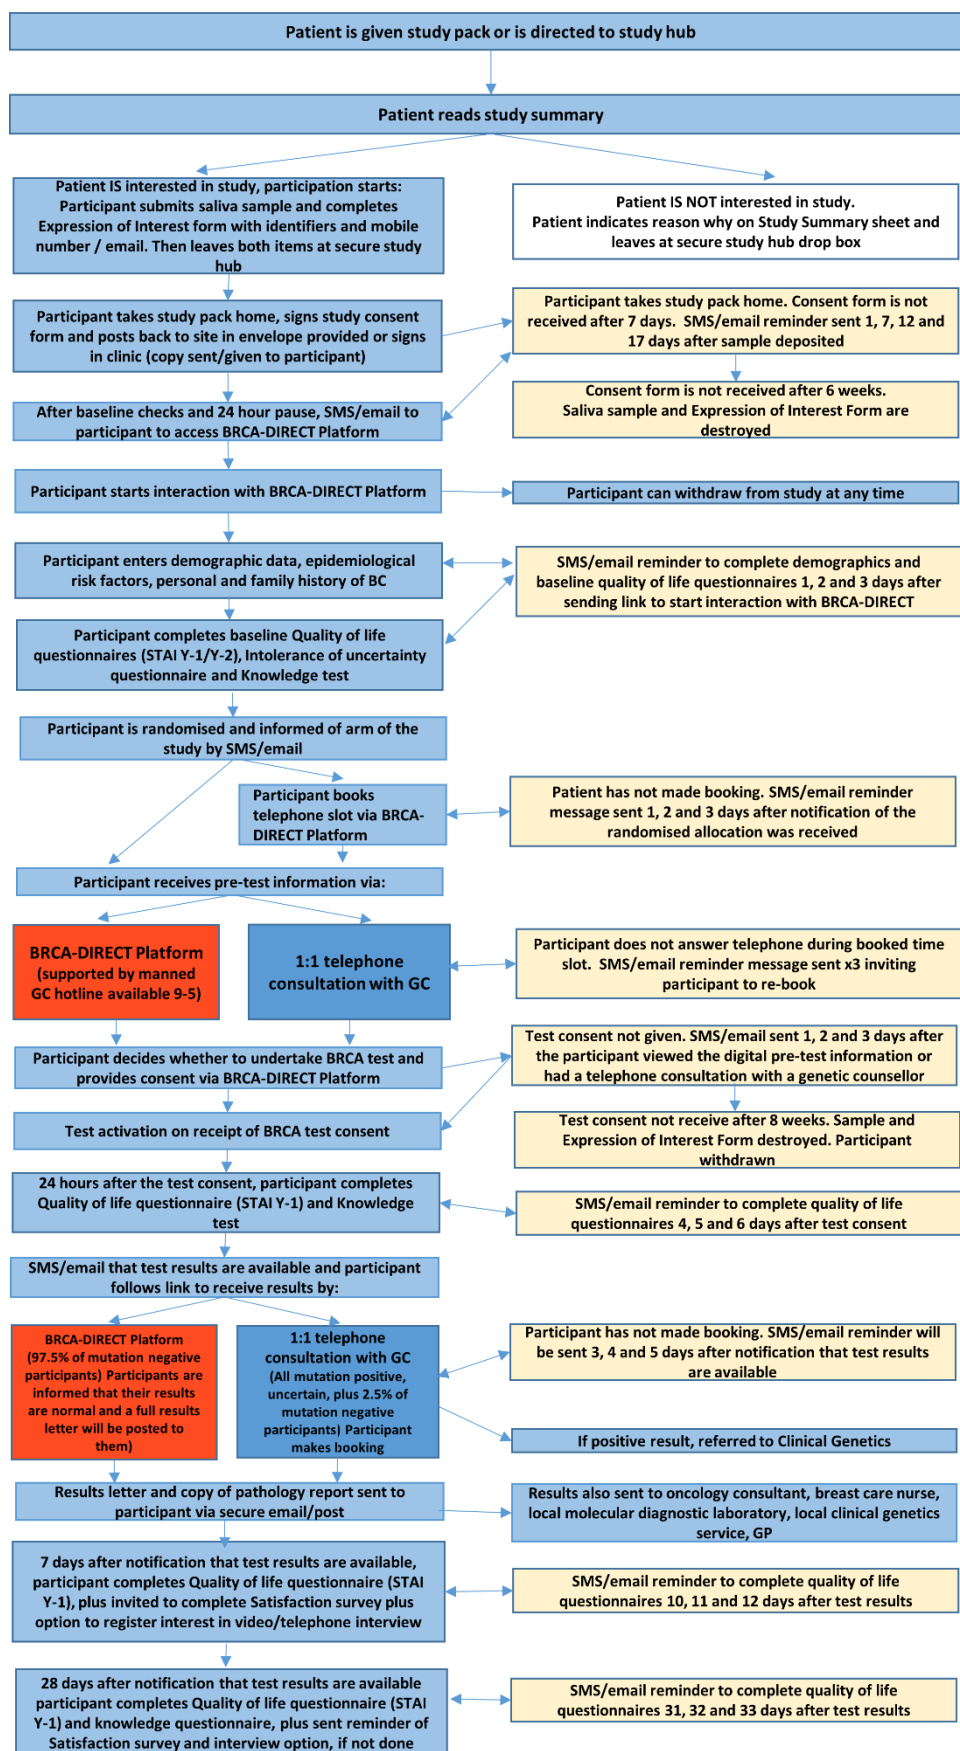 Patient is given study pack or is directed to study hub
Patient reads study summary
Patient IS interested in study, participation starts:
Participant submits saliva sample and completes
Expression of Interest form with identifiers and mobile
number / email. Then leaves both items at secure study
hub
Patient IS NOT interested in study.
Patient indicates reason why on Study Summary sheet and
leaves at secure study hub drop box
Participant takes study pack home, signs study consent
form and posts back to site in envelope provided or signs
in clinic (copy sent/given to participant)
Participant takes study pack home. Consent form is not
received after 7 days.  SMS/email reminder sent 1, 7, 12 and
17 days after sample deposited
Consent form is not received after 6 weeks.
Saliva sample and Expression of Interest Form are
destroyed
After baseline checks and 24 hour pause, SMS/email to
participant to access BRCA-DIRECT Platform
Participant starts interaction with BRCA-DIRECT Platform
Participant can withdraw from study at any time
Participant enters demographic data, epidemiological
risk factors, personal and family history of BC
SMS/email reminder to complete demographics and
baseline quality of life questionnaires 1, 2 and 3 days after
sending link to start interaction with BRCA-DIRECT
Participant completes baseline Quality of life
questionnaires (STAI Y-1/Y-2), Intolerance of uncertainty
questionnaire and Knowledge test
Participant is randomised and informed of arm of the
study by SMS/email
Participant books
telephone slot via BRCA-
DIRECT Platform
Patient has not made booking. SMS/email reminder
message sent 1, 2 and 3 days after notification of the
randomised allocation was received
Participant receives pre-test information via:
BRCA-DIRECT Platform
(supported by manned
GC hotline available 9-5)
1:1 telephone
consultation with GC
Participant does not answer telephone during booked time
slot.  SMS/email reminder message sent x3 inviting
participant to re-book
Participant decides whether to undertake BRCA test and
provides consent via BRCA-DIRECT Platform
Test consent not given. SMS/email sent 1, 2 and 3 days after
the participant viewed the digital pre-test information or
had a telephone consultation with a genetic counsellor
Test activation on receipt of BRCA test consent
Test consent not receive after 8 weeks. Sample and
Expression of Interest Form destroyed. Participant
withdrawn
24 hours after the test consent, participant completes
Quality of life questionnaire (STAI Y-1) and Knowledge
test
SMS/email reminder to complete quality of life
questionnaires 4, 5 and 6 days after test consent
SMS/email that test results are available and participant
follows link to receive results by:
BRCA-DIRECT Platform
(97.5% of mutation negative
participants) Participants are
informed that their results
are normal and a full results
letter will be posted to
them)
1:1 telephone
consultation with GC
(All mutation positive,
uncertain, plus 2.5% of
mutation negative
participants) Participant
makes booking
Participant has not made booking. SMS/email reminder will
be sent 3, 4 and 5 days after notification that test results
are available
If positive result, referred to Clinical Genetics
Results letter and copy of pathology report sent to
participant via secure email/post
Results also sent to oncology consultant, breast care nurse,
local molecular diagnostic laboratory, local clinical genetics
service, GP
7 days after notification that test results are available,
participant completes Quality of life questionnaire (STAI
Y-1), plus invited to complete Satisfaction survey plus
option to register interest in video/telephone interview
SMS/email reminder to complete quality of life
questionnaires 10, 11 and 12 days after test results
28 days after notification that test results are available
participant completes Quality of life questionnaire (STAI
Y-1) and knowledge questionnaire, plus sent reminder of
Satisfaction survey and interview option, if not done
SMS/email reminder to complete quality of life
questionnaires 31, 32 and 33 days after test results